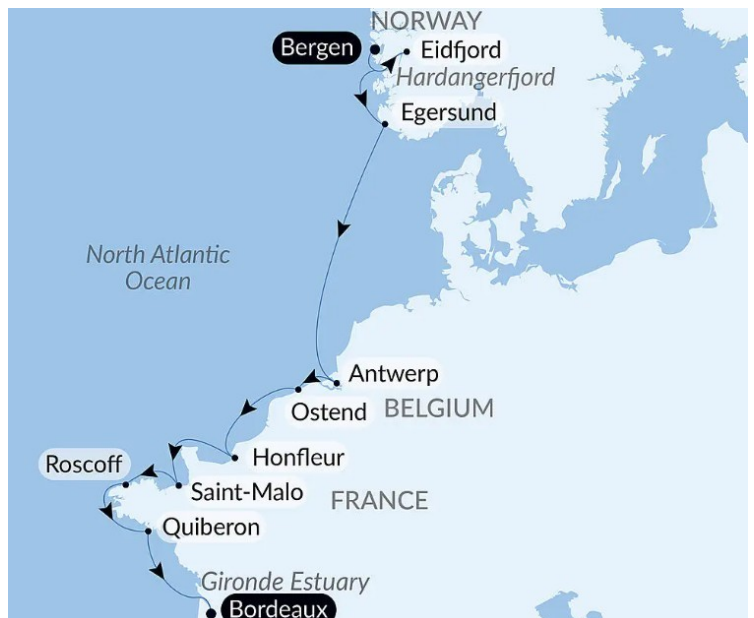 NORWAY
Bergen
Eidfjord
Hardangerfjord
Egersund
North Atlantic
Ocean
Antwerp
Ostend
BELGIUM
Honfleur
Roscoff
Saint-Malo
FRANCE
Quiberon
Gironde Estuary
Bordeaux